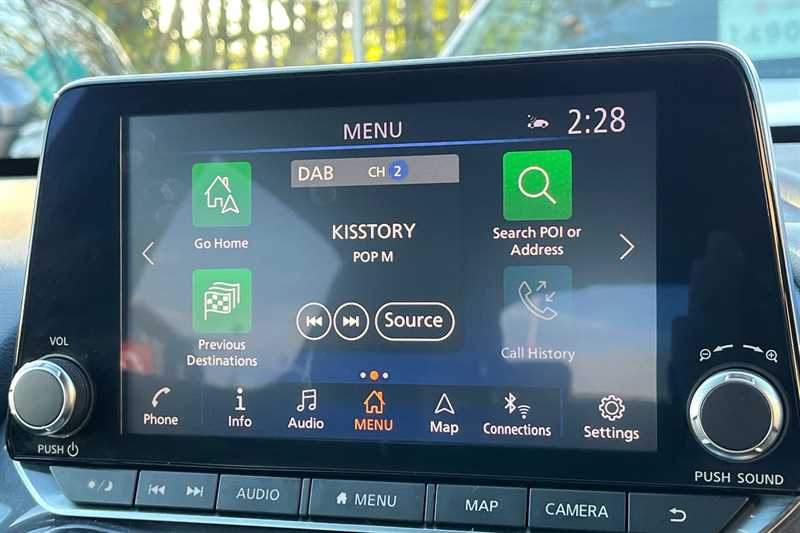 MENU
2:28
DAB CH 2
KISSTORY
POP M
Go Home
Search POI or
Address
Previous
Destinations
Source
Call History
Phone Info Audio MENU Map Connections Settings
VOL
PUSH
PUSH SOUND
AUDIO MENU MAP CAMERA